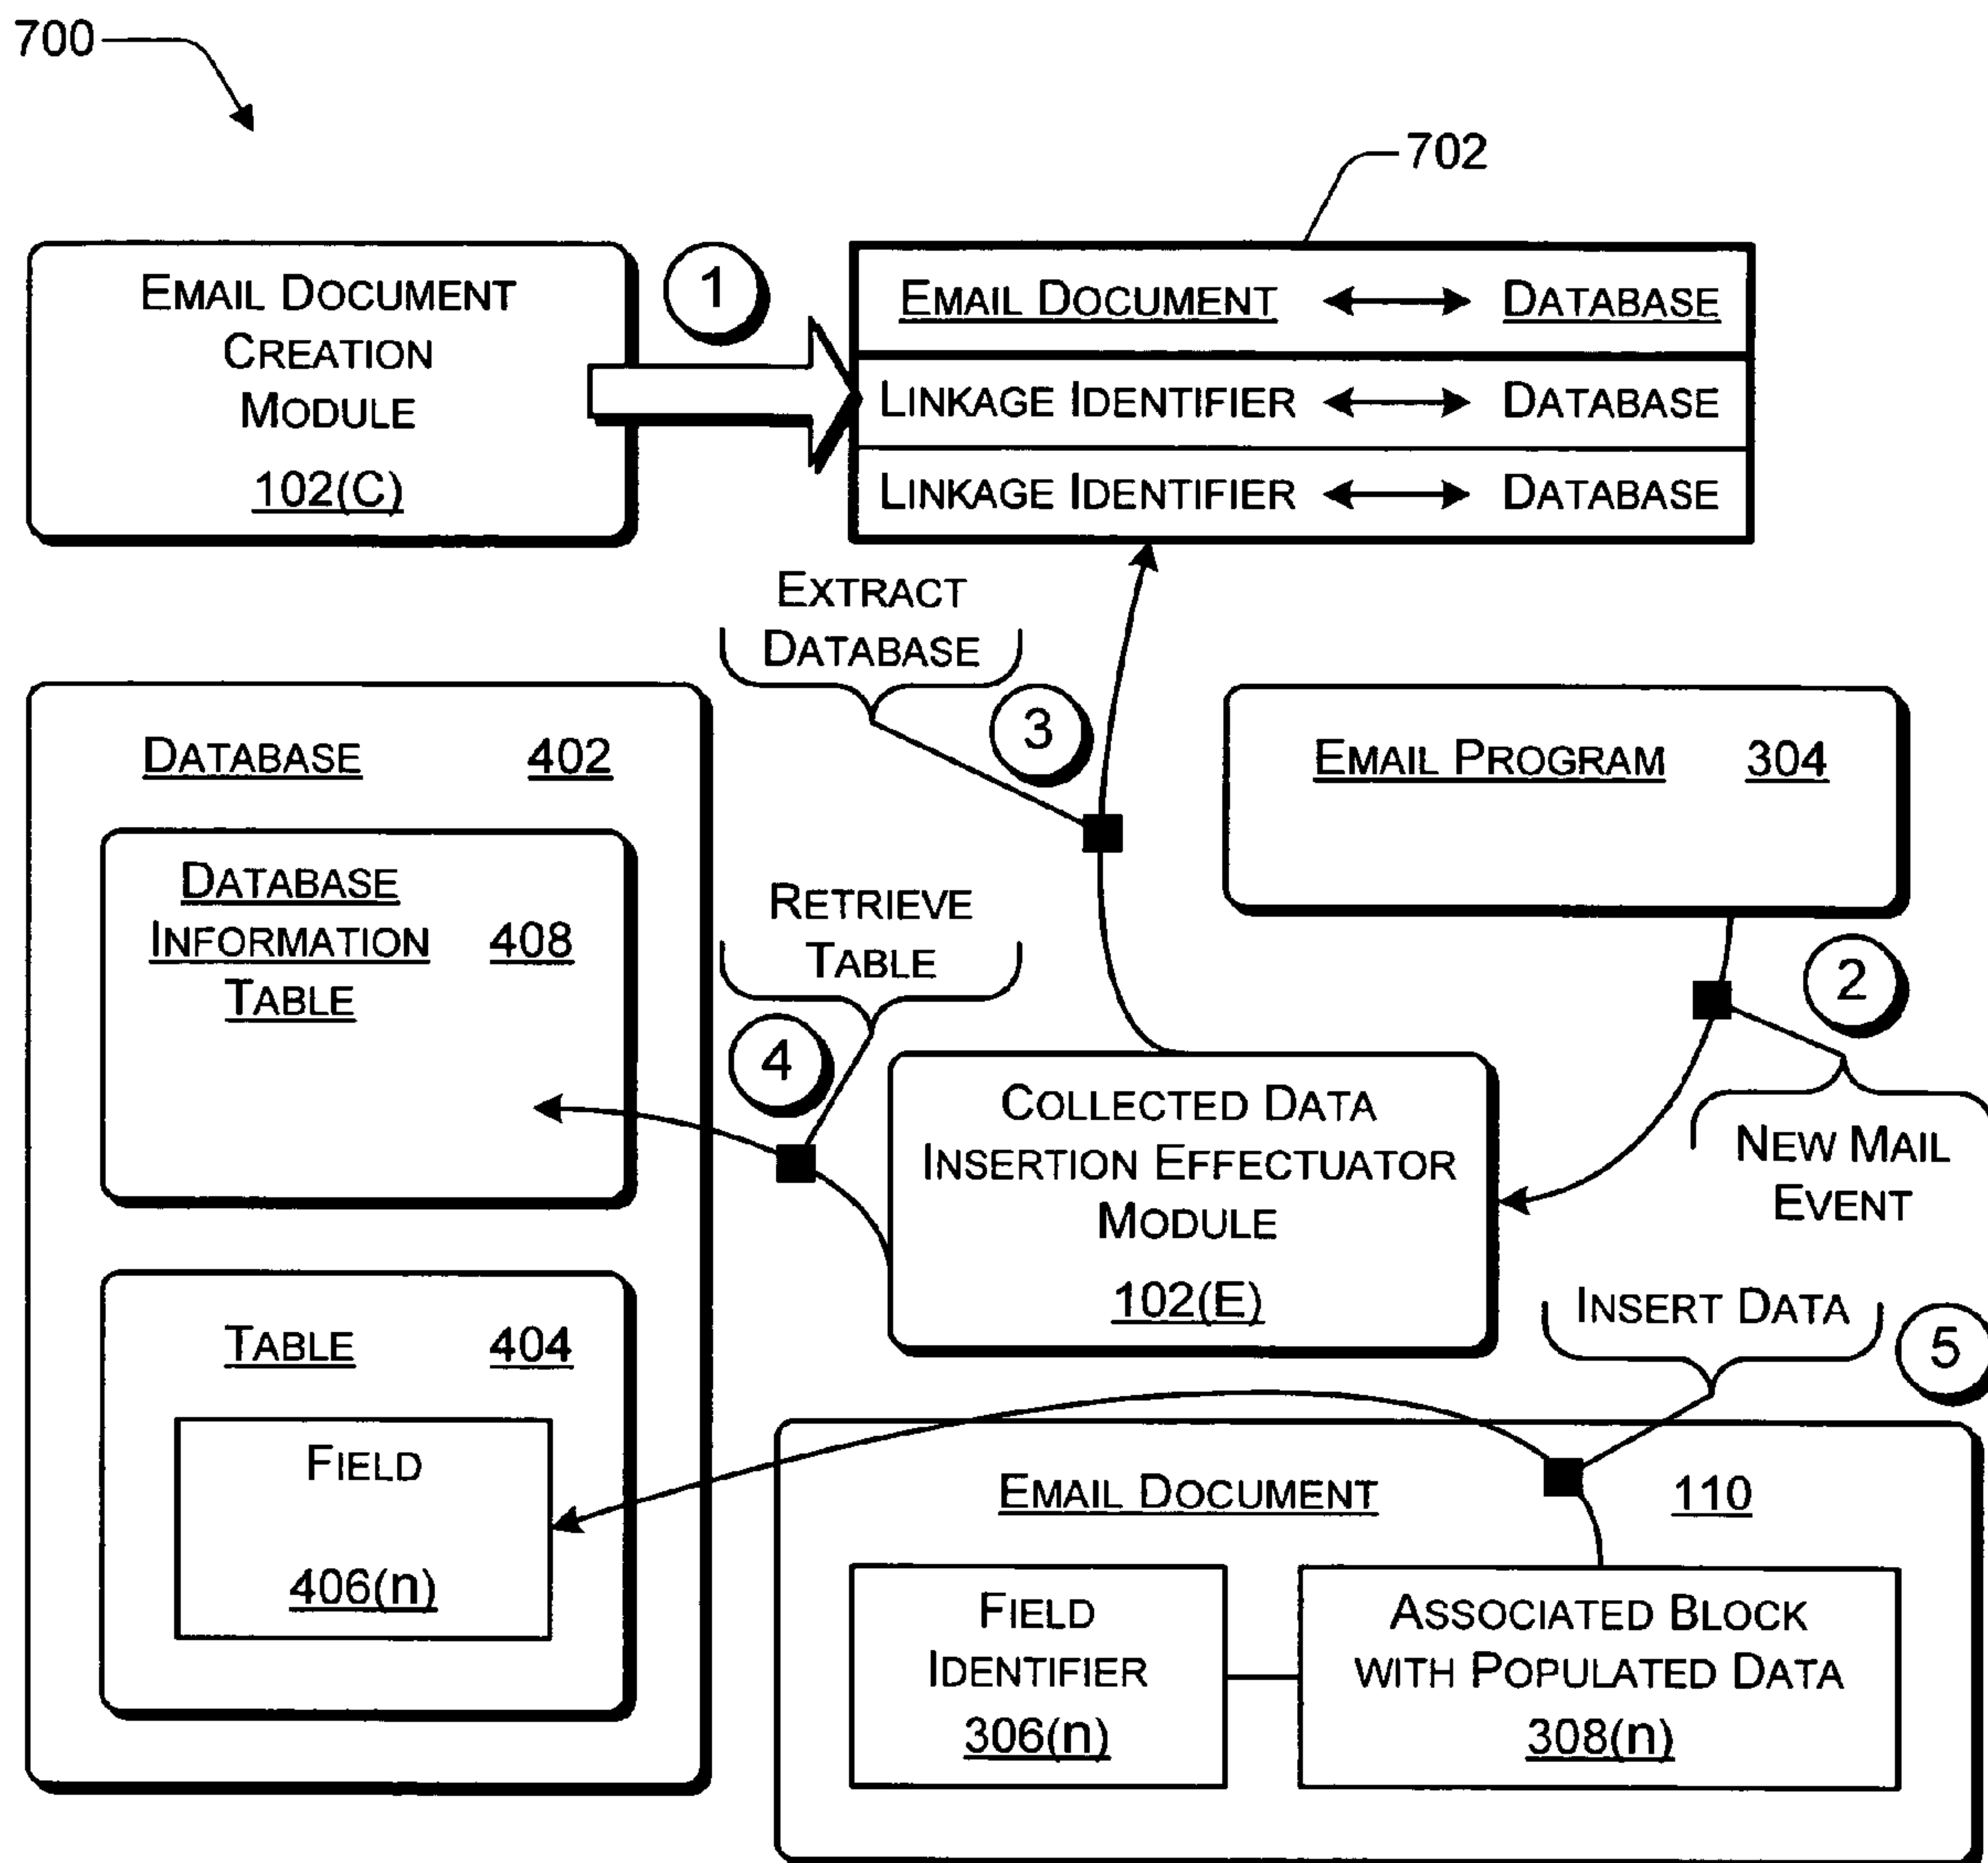 700
702
EMAIL DOCUMENT
CREATION
MODULE
102(C)
1
EMAIL DOCUMENT DATABASE
LINKAGE IDENTIFIER DATABASE
LINKAGE IDENTIFIER DATABASE
EXTRACT
DATABASE
3
EMAIL PROGRAM 304
2
NEW MAIL
EVENT
DATABASE 402
DATABASE
INFORMATION 408
TABLE
RETRIEVE
TABLE
4
COLLECTED DATA
INSERTION EFFECTUATOR
MODULE
102(E)
INSERT DATA
5
TABLE 404
FIELD
406(n)
EMAIL DOCUMENT 110
FIELD
IDENTIFIER
306(n)
ASSOCIATED BLOCK
WITH POPULATED DATA
308(n)